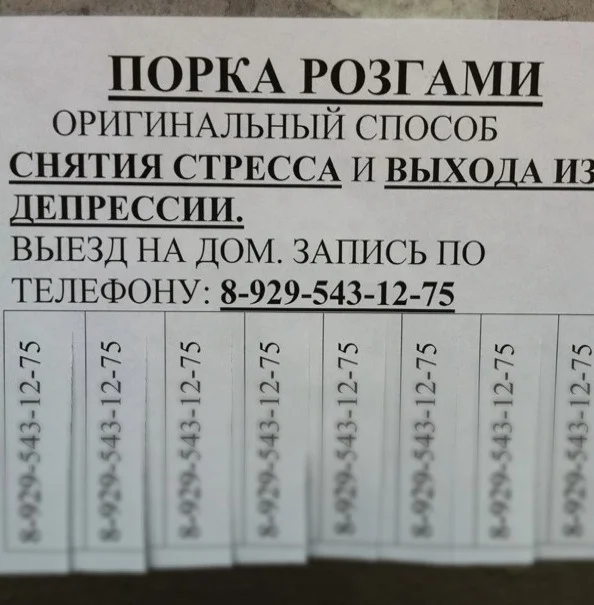 ПОРКА РОЗГАМИ
ОРИГИНАЛЬНЫЙ СПОСОБ
СНЯТИЯ СТРЕССА И ВЫХОДА ИЗ
ДЕПРЕССИИ.
ВЫЕЗД НА ДОМ. ЗАПИСЬ ПО
ТЕЛЕФОНУ: 8-929-543-12-75
8-929-543-12-75
8-929-543-12-75
8-929-543-12-75
8-929-543-12-75
8-929-543-12-75
8-929-543-12-75
8-929-543-12-75
8-929-543-12-75